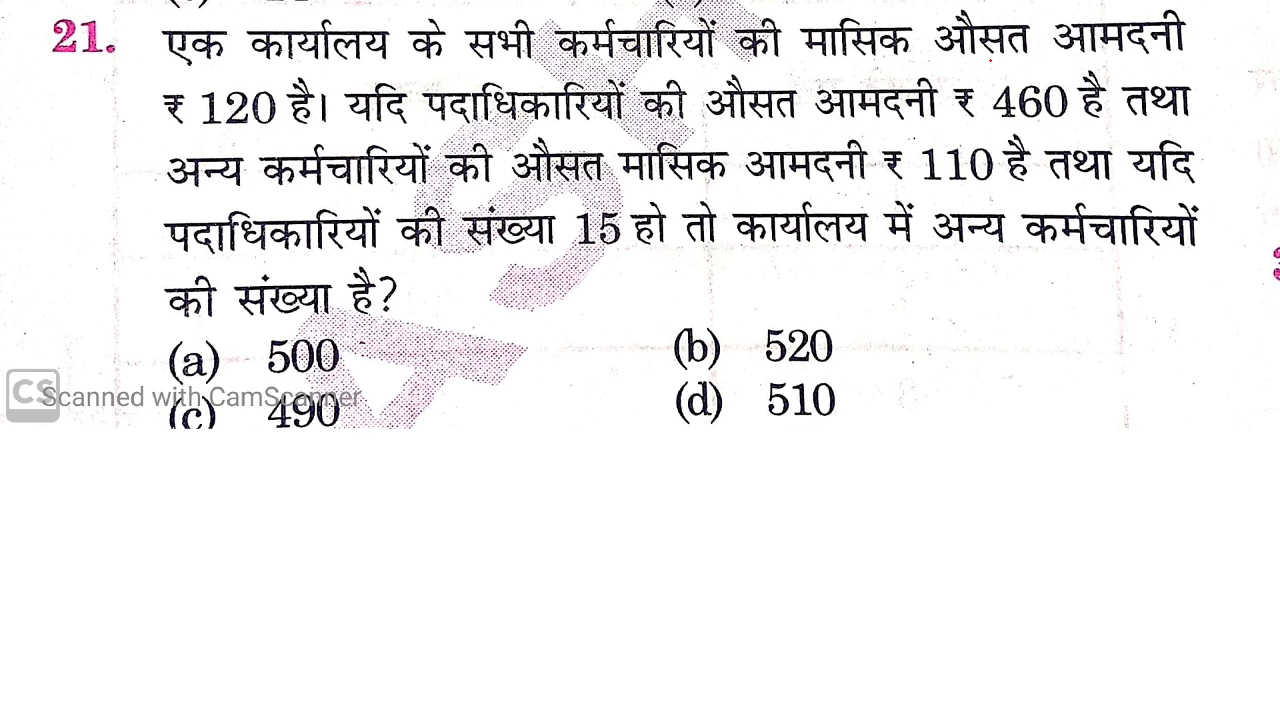 21. एक कार्यालय के सभी कर्मचारियों की मासिक औसत आमदनी
₹ 120 है। यदि पदाधिकारियों की औसत आमदनी ₹ 460 है तथा
अन्य कर्मचारियों की औसत मासिक आमदनी ₹ 110 है तथा यदि
पदाधिकारियों की संख्या 15 हो तो कार्यालय में अन्य कर्मचारियों
की संख्या है?
(a) 500 (b) 520
(c) 490 (d) 510
CS Scanned with CamScanner